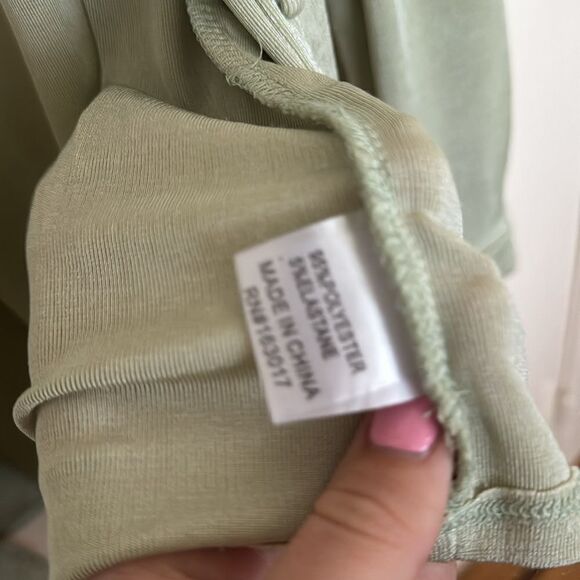 95%POLYESTER
5%ELASTANE
MADE IN CHINA
RN#163017